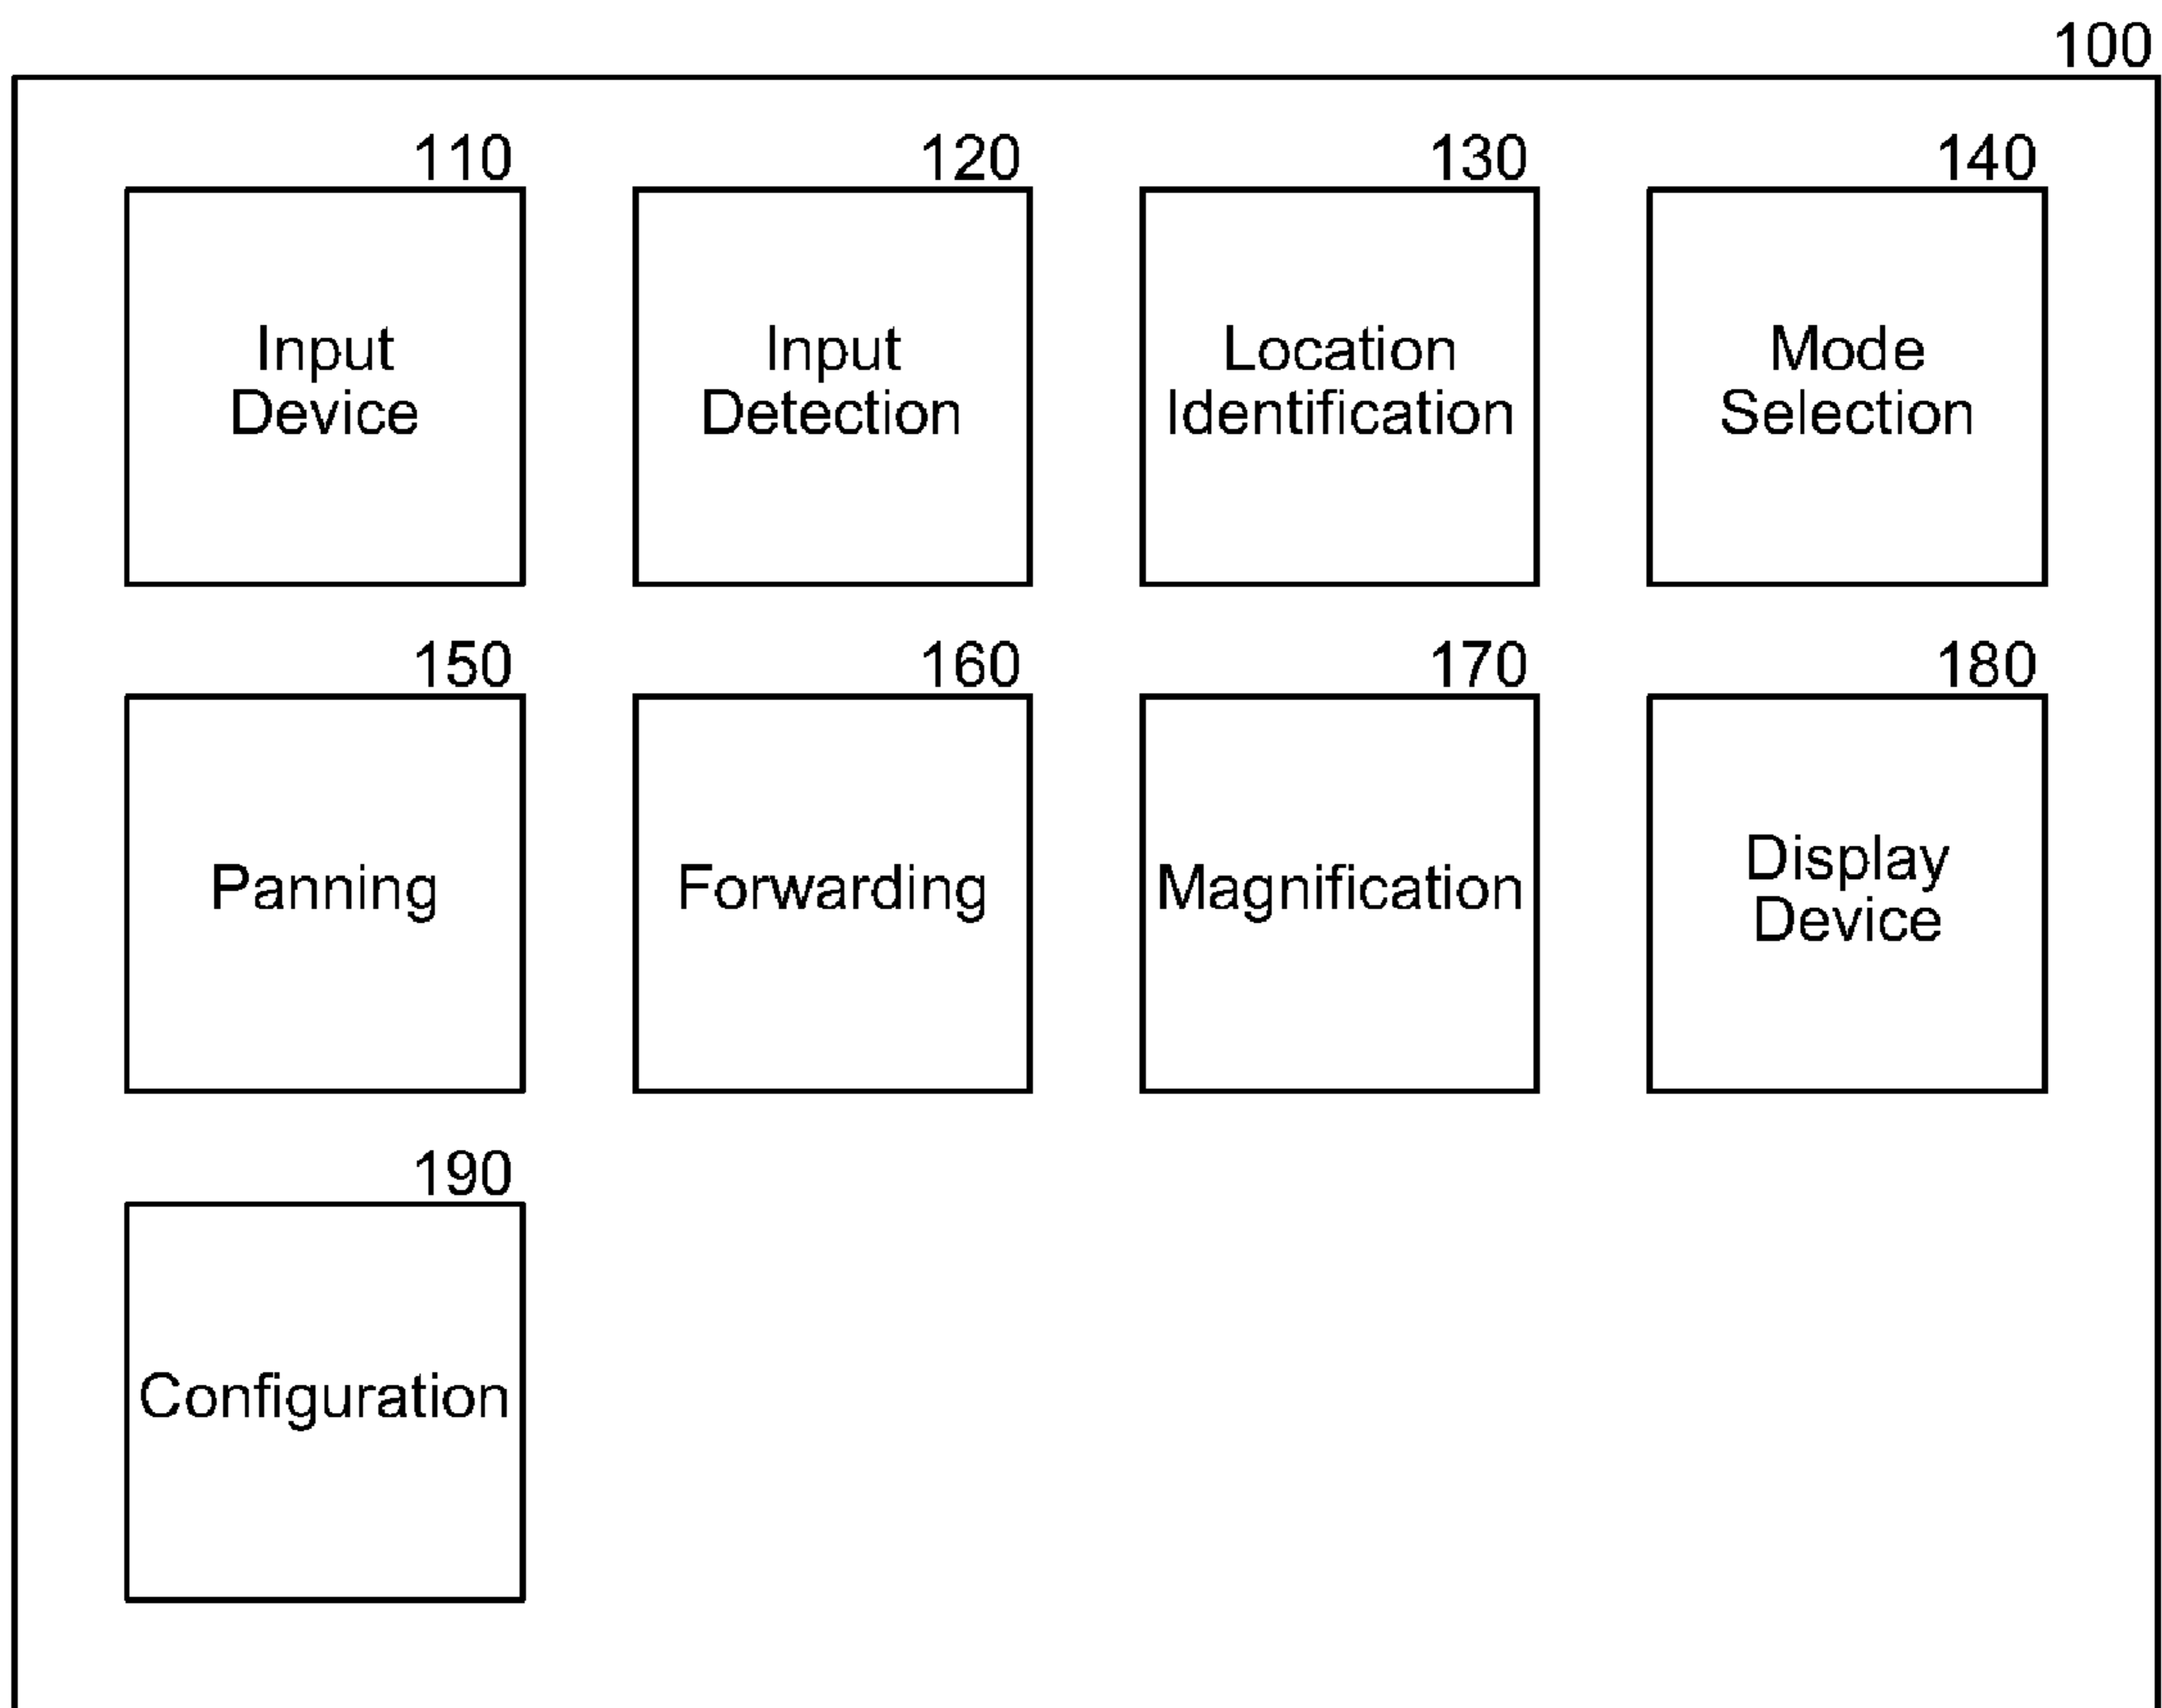 100
110
120
130
140
Input
Device
Input
Detection
Location
Identification
Mode
Selection
150
160
170
180
Panning
Forwarding
Magnification
Display
Device
190
Configuration